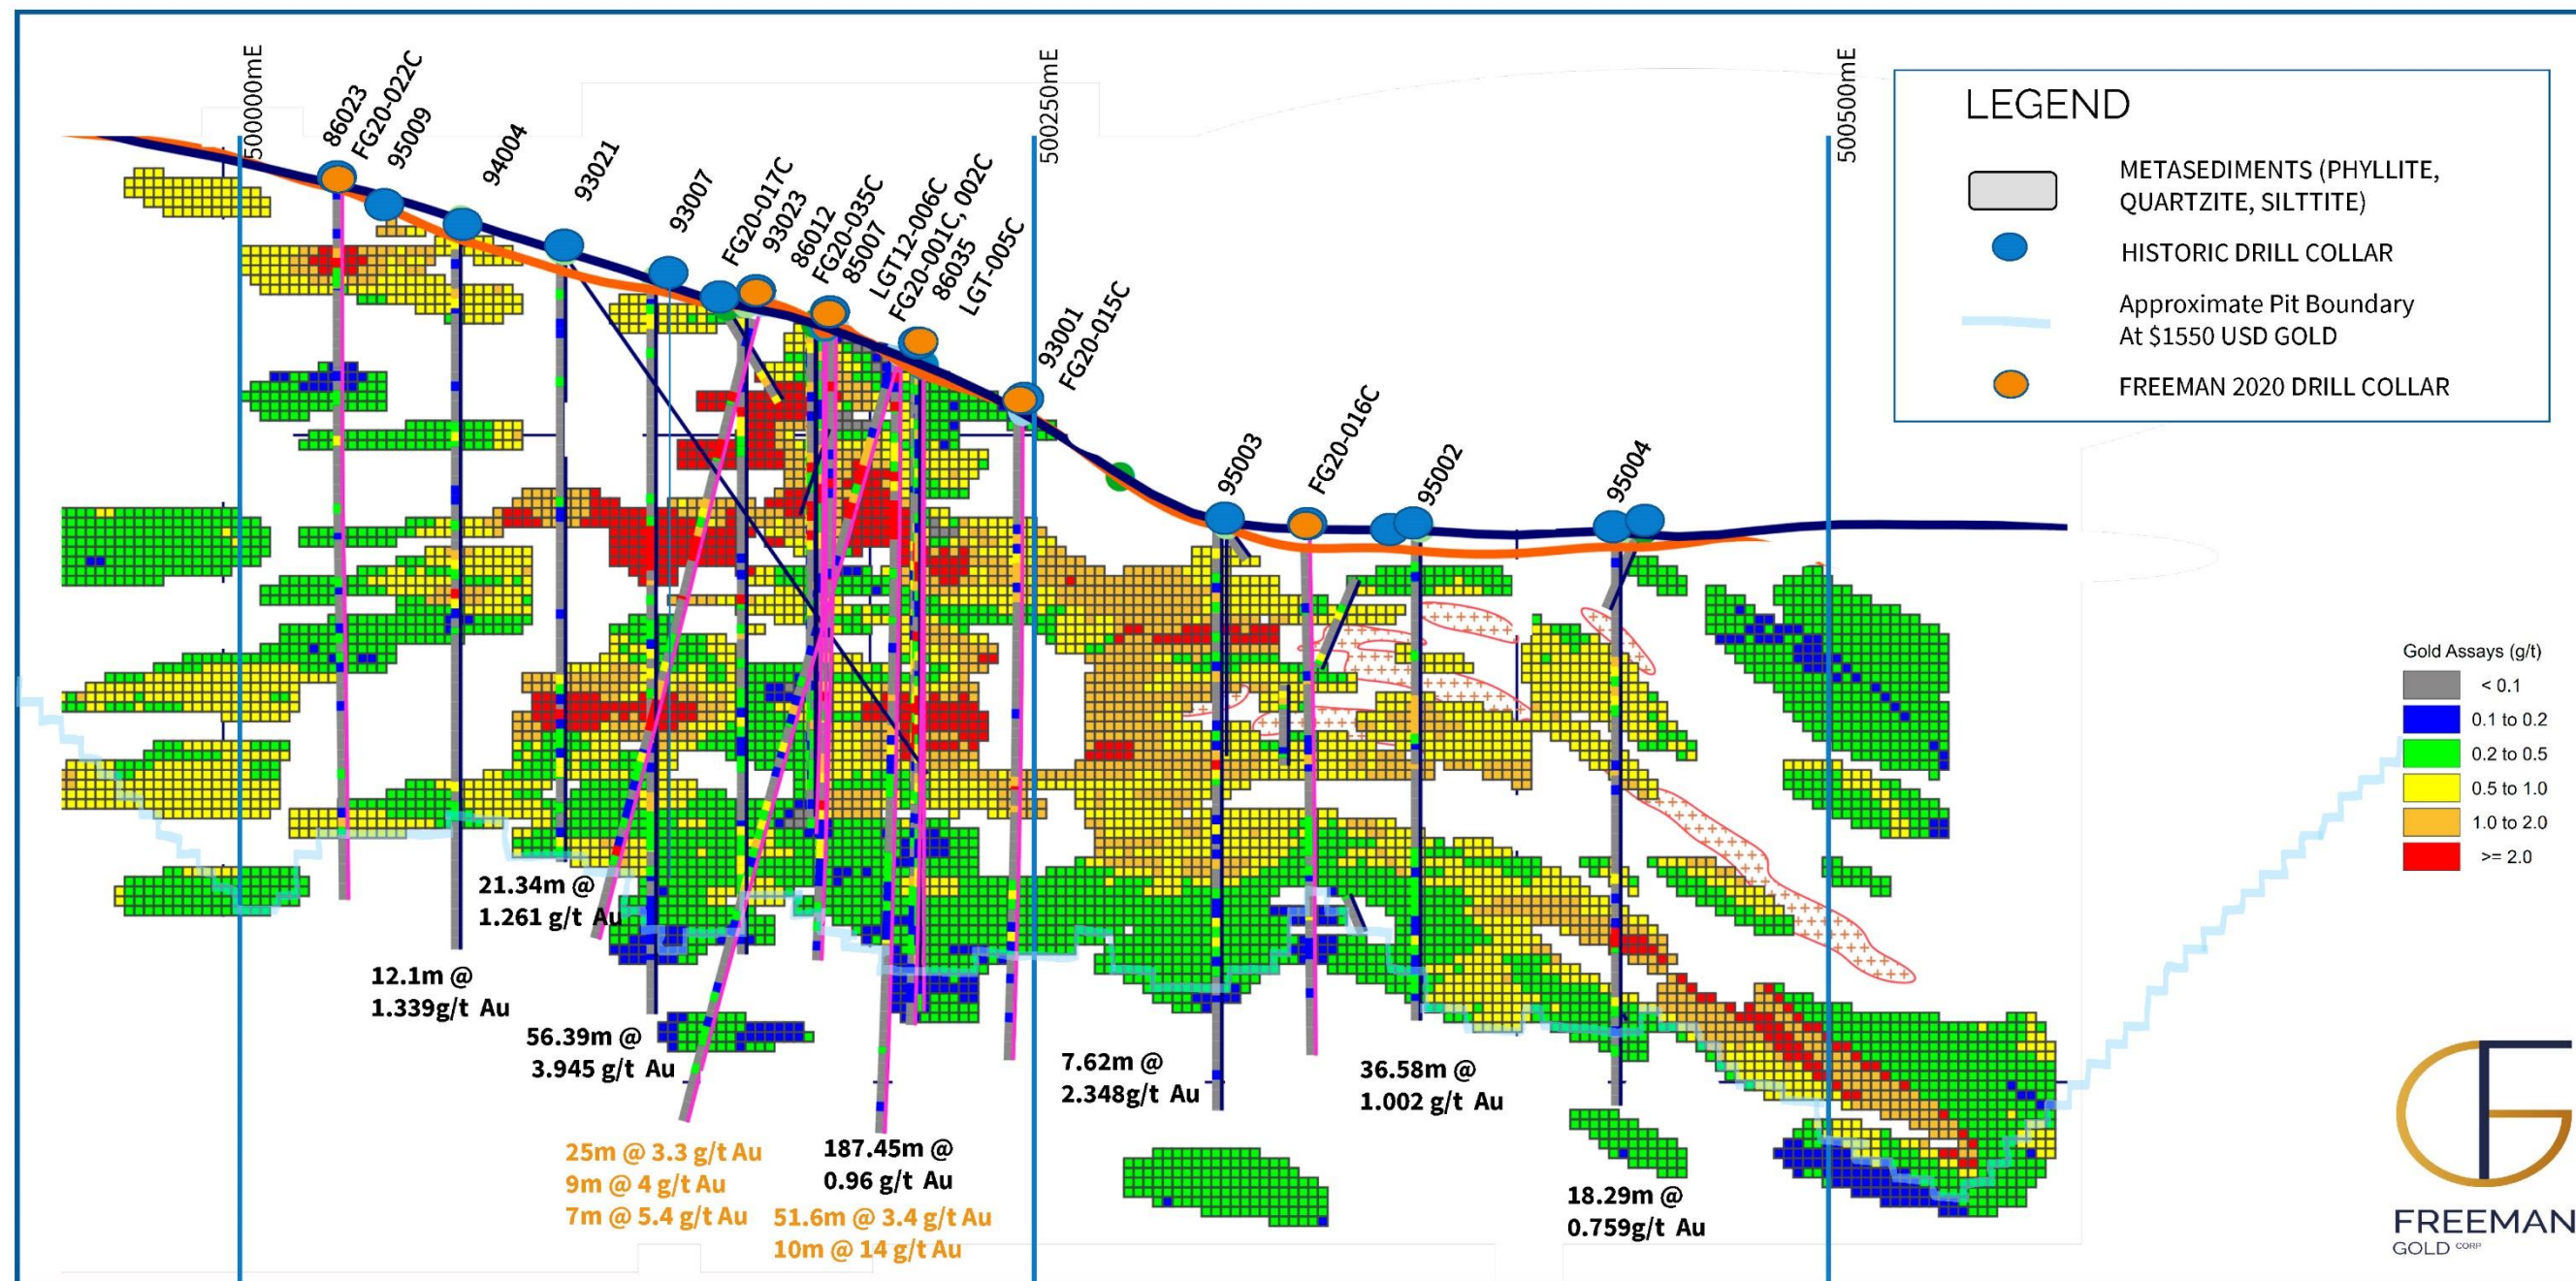 500000mE
500250mE
500500mE
86023
FG20-022C
95009
94004
93021
93007
FG20-017C
93023
86012
FG20-035C
85007
LGT12-006C
FG20-001C, 002C
86035
LGT-005C
93001
FG20-015C
95003
FG20-016C
95002
95004
LEGEND
METASEDIMENTS (PHYLLITE,
QUARTZITE, SILTTITE)
HISTORIC DRILL COLLAR
Approximate Pit Boundary
At $1550 USD GOLD
FREEMAN 2020 DRILL COLLAR
Gold Assays (g/t)
< 0.1
0.1 to 0.2
0.2 to 0.5
0.5 to 1.0
1.0 to 2.0
>= 2.0
21.34m @
1.261 g/t Au
12.1m @
1.339g/t Au
56.39m @
3.945 g/t Au
25m @ 3.3 g/t Au
9m @ 4 g/t Au
7m @ 5.4 g/t Au
187.45m @
0.96 g/t Au
51.6m @ 3.4 g/t Au
10m @ 14 g/t Au
7.62m @
2.348g/t Au
36.58m @
1.002 g/t Au
18.29m @
0.759g/t Au
FREEMAN
GOLD CORP